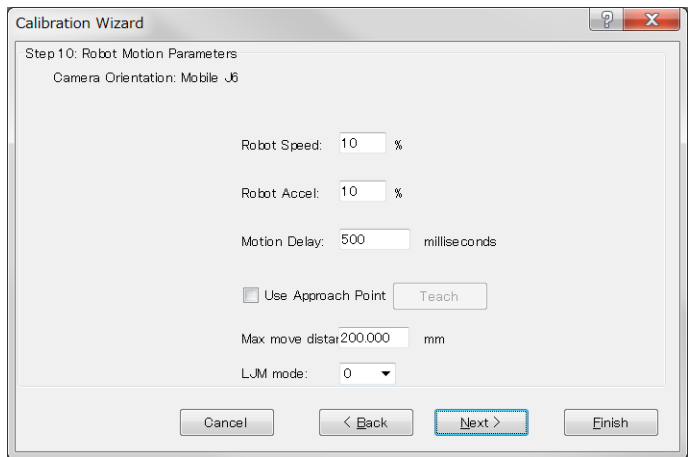 Calibration Wizard
Step 10: Robot Motion Parameters
Camera Orientation: Mobile J6
Robot Speed: 10 %
Robot Accel: 10 %
Motion Delay: 500 milliseconds
Use Approach Point Teach
Max move distar 200.000 mm
LJM mode: 0
Cancel < Back Next > Finish